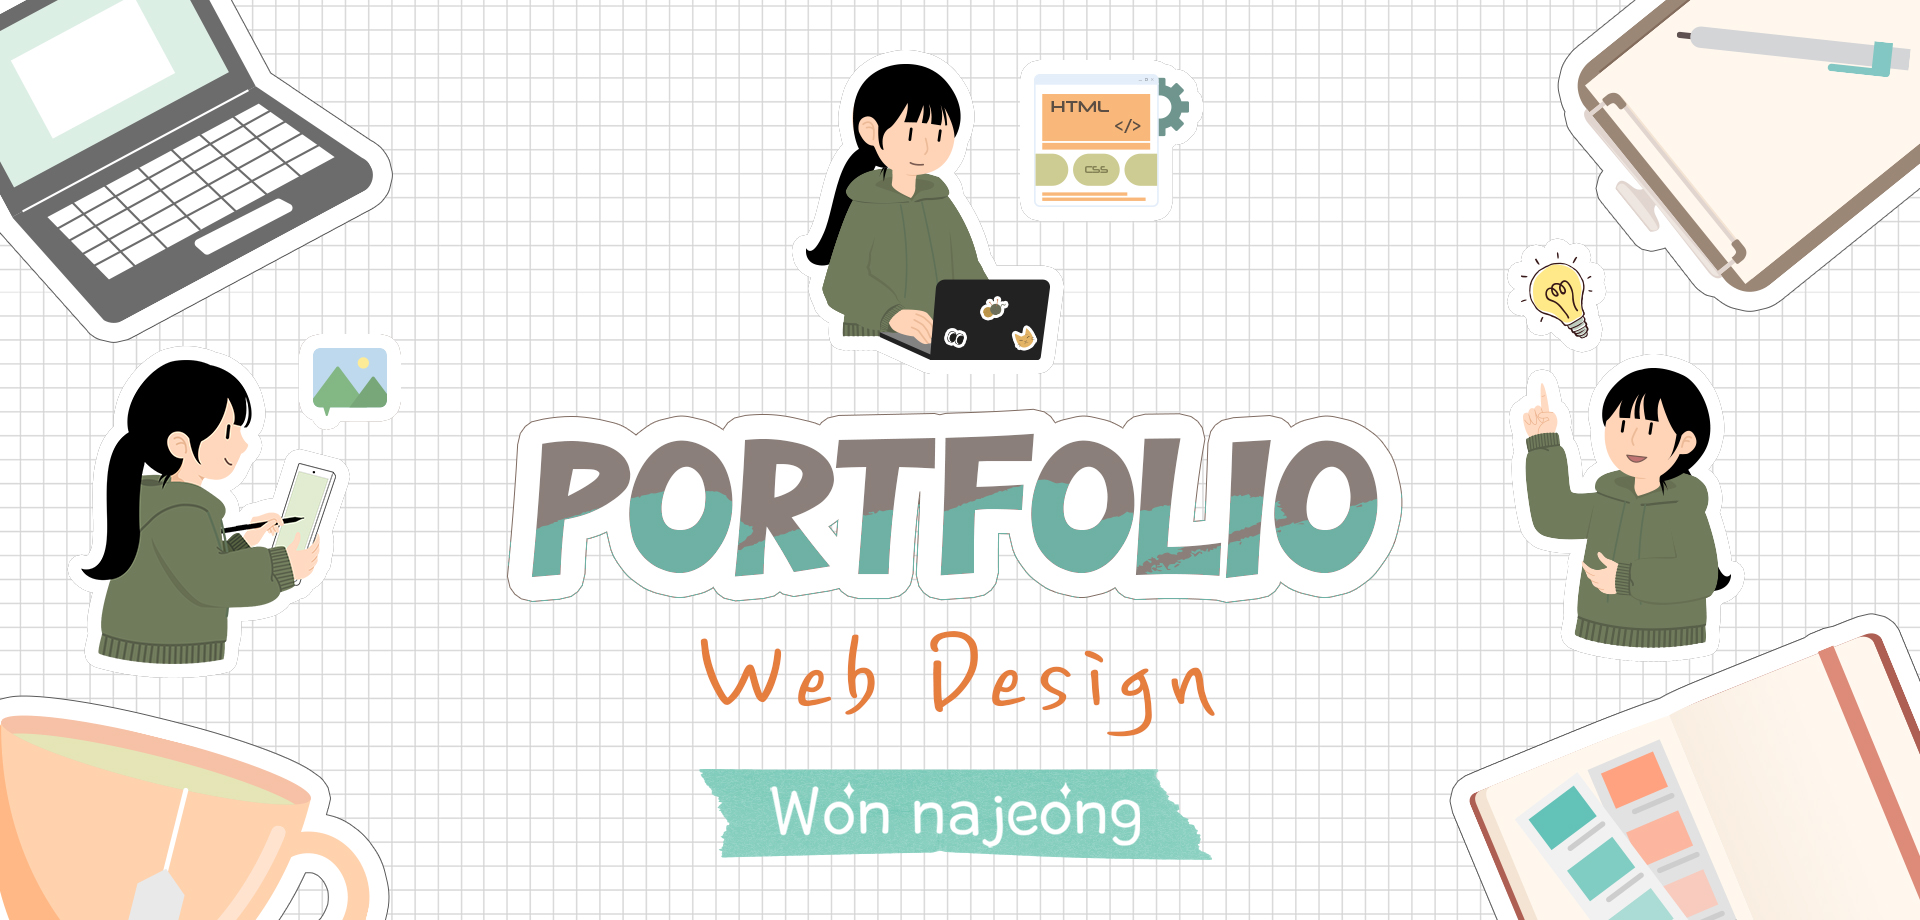 HTML
</>
CSS
PORTFOLIO
Web Design
Won najeong